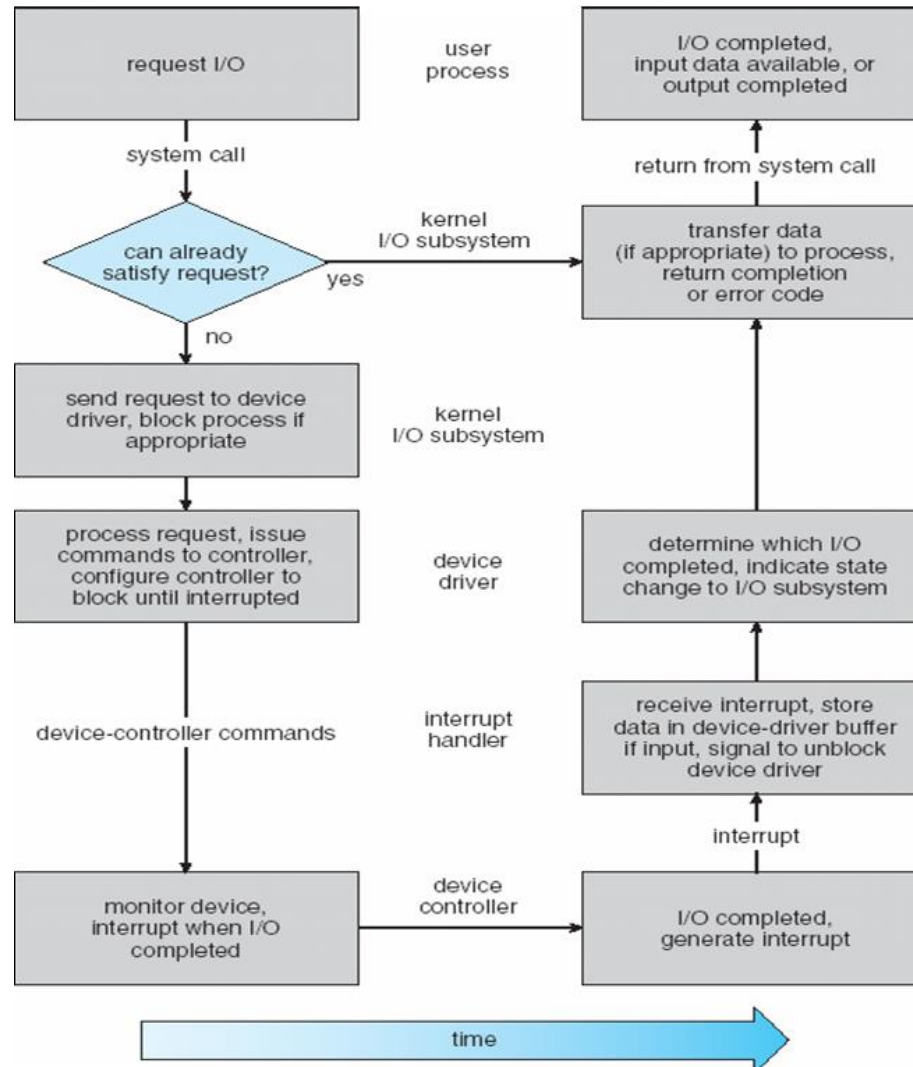 request I/O
user
process
I/O completed,
input data available, or
output completed
system call
return from system call
can already
satisfy request?
kernel
I/O subsystem
yes
transfer data
(if appropriate) to process,
return completion
or error code
no
send request to device
driver, block process if
appropriate
kernel
I/O subsystem
process request, issue
commands to controller,
configure controller to
block until interrupted
device
driver
determine which I/O
completed, indicate state
change to I/O subsystem
device-controller commands
interrupt
handler
receive interrupt, store
data in device-driver buffer
if input, signal to unblock
device driver
interrupt
monitor device,
interrupt when I/O
completed
device
controller
I/O completed,
generate interrupt
time